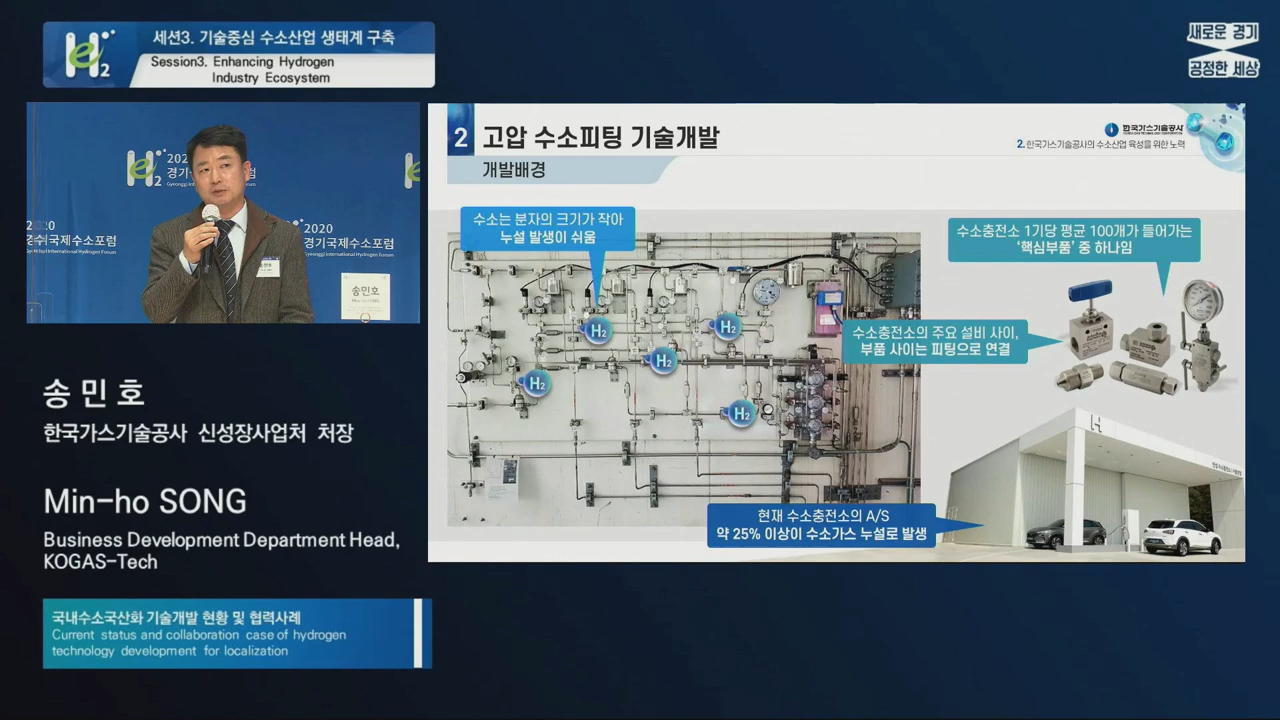 H2
e
세션3. 기술중심 수소산업 생태계 구축
Session3. Enhancing Hydrogen
Industry Ecosystem
새로운 경기
공정한 세상
2020
경기국제수소포럼
Gyeonggi International Hydrogen Forum
송민호
송 민 호
한국가스기술공사 신성장사업처 처장
Min-ho SONG
Business Development Department Head,
KOGAS-Tech
국내수소국산화 기술개발 현황 및 협력사례
Current status and collaboration case of hydrogen
technology development for localization
2 고압 수소피팅 기술개발
개발배경
한국가스기술공사
2. 한국가스기술공사의 수소산업 육성을 위한 노력
수소는 분자의 크기가 작아
누설 발생이 쉬움
수소충전소 1기당 평균 100개가 들어가는
‘핵심부품’ 중 하나임
수소충전소의 주요 설비 사이,
부품 사이는 피팅으로 연결
H2
H2
H2
H2
H2
현재 수소충전소의 A/S
약 25% 이상이 수소가스 누설로 발생
H